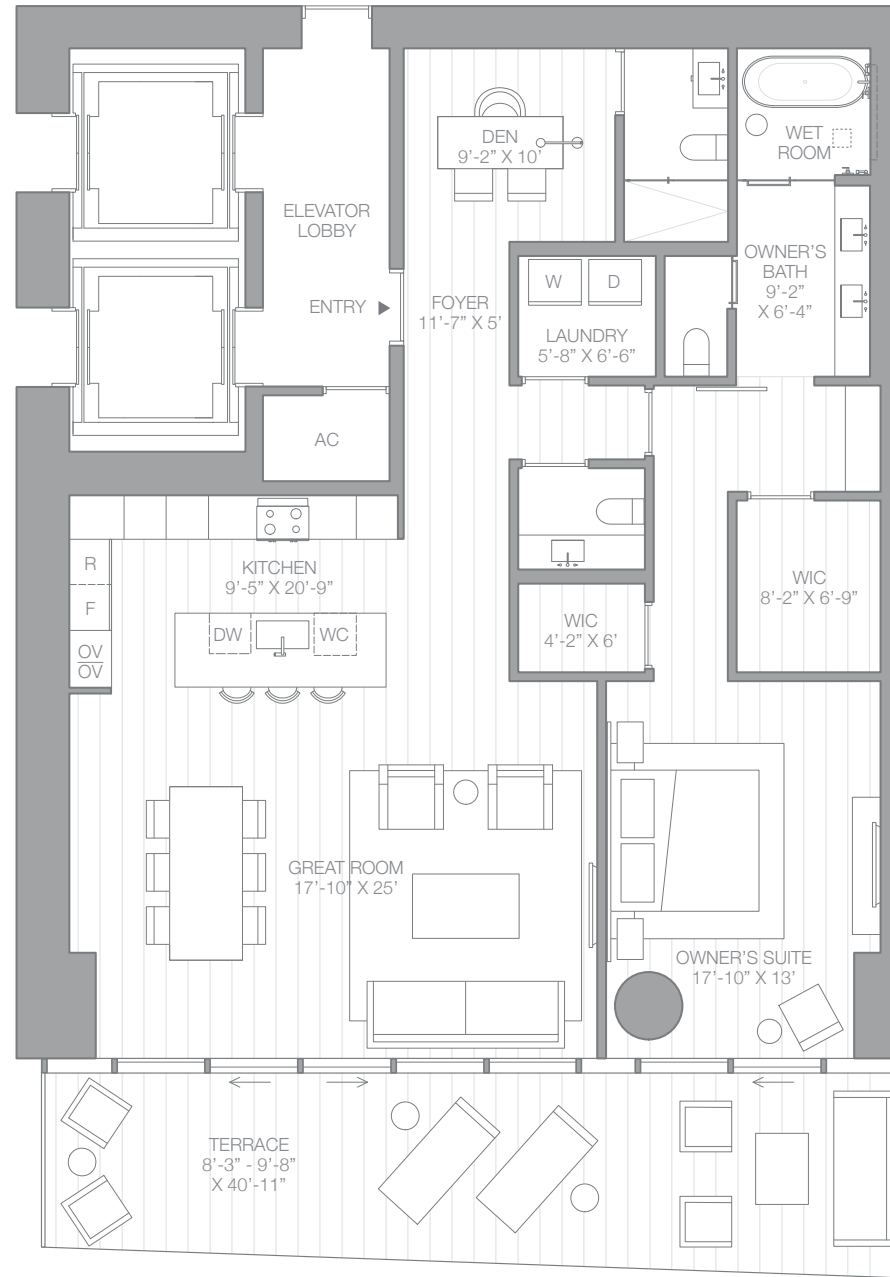 DEN
9'-2" X 10'
WET
ROOM
ELEVATOR
LOBBY
OWNER'S
BATH
9'-2"
X 6'-4"
W
D
ENTRY
FOYER
11'-7" X 5'
LAUNDRY
5'-8" X 6'-6"
AC
R
KITCHEN
9'-5" X 20'-9"
F
WIC
8'-2" X 6'-9"
WIC
4'-2" X 6'
DW
WC
OV
OV
GREAT ROOM
17'-10" X 25'
OWNER'S SUITE
17'-10" X 13'
TERRACE
8'-3" - 9'-8"
X 40'-11"